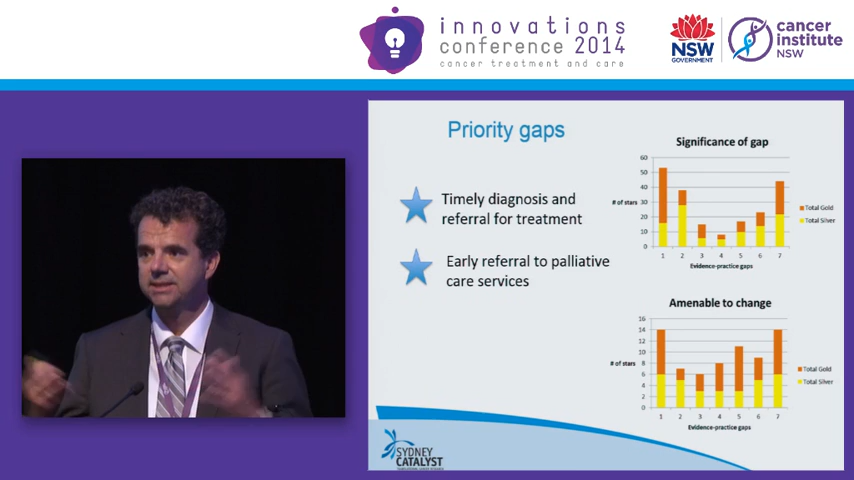 innovations
conference 2014
cancer treatment and care
NSW
GOVERNMENT
cancer
institute
NSW
Priority gaps
Timely diagnosis and
referral for treatment
Early referral to palliative
care services
Significance of gap
# of stars
60
50
40
30
20
10
0
1 2 3 4 5 6 7
Evidence-practice gaps
Total Gold
Total Silver
Amenable to change
# of stars
16
14
12
10
8
6
4
2
0
1 2 3 4 5 6 7
Evidence-practice gaps
Total Gold
Total Silver
SYDNEY
CATALYST